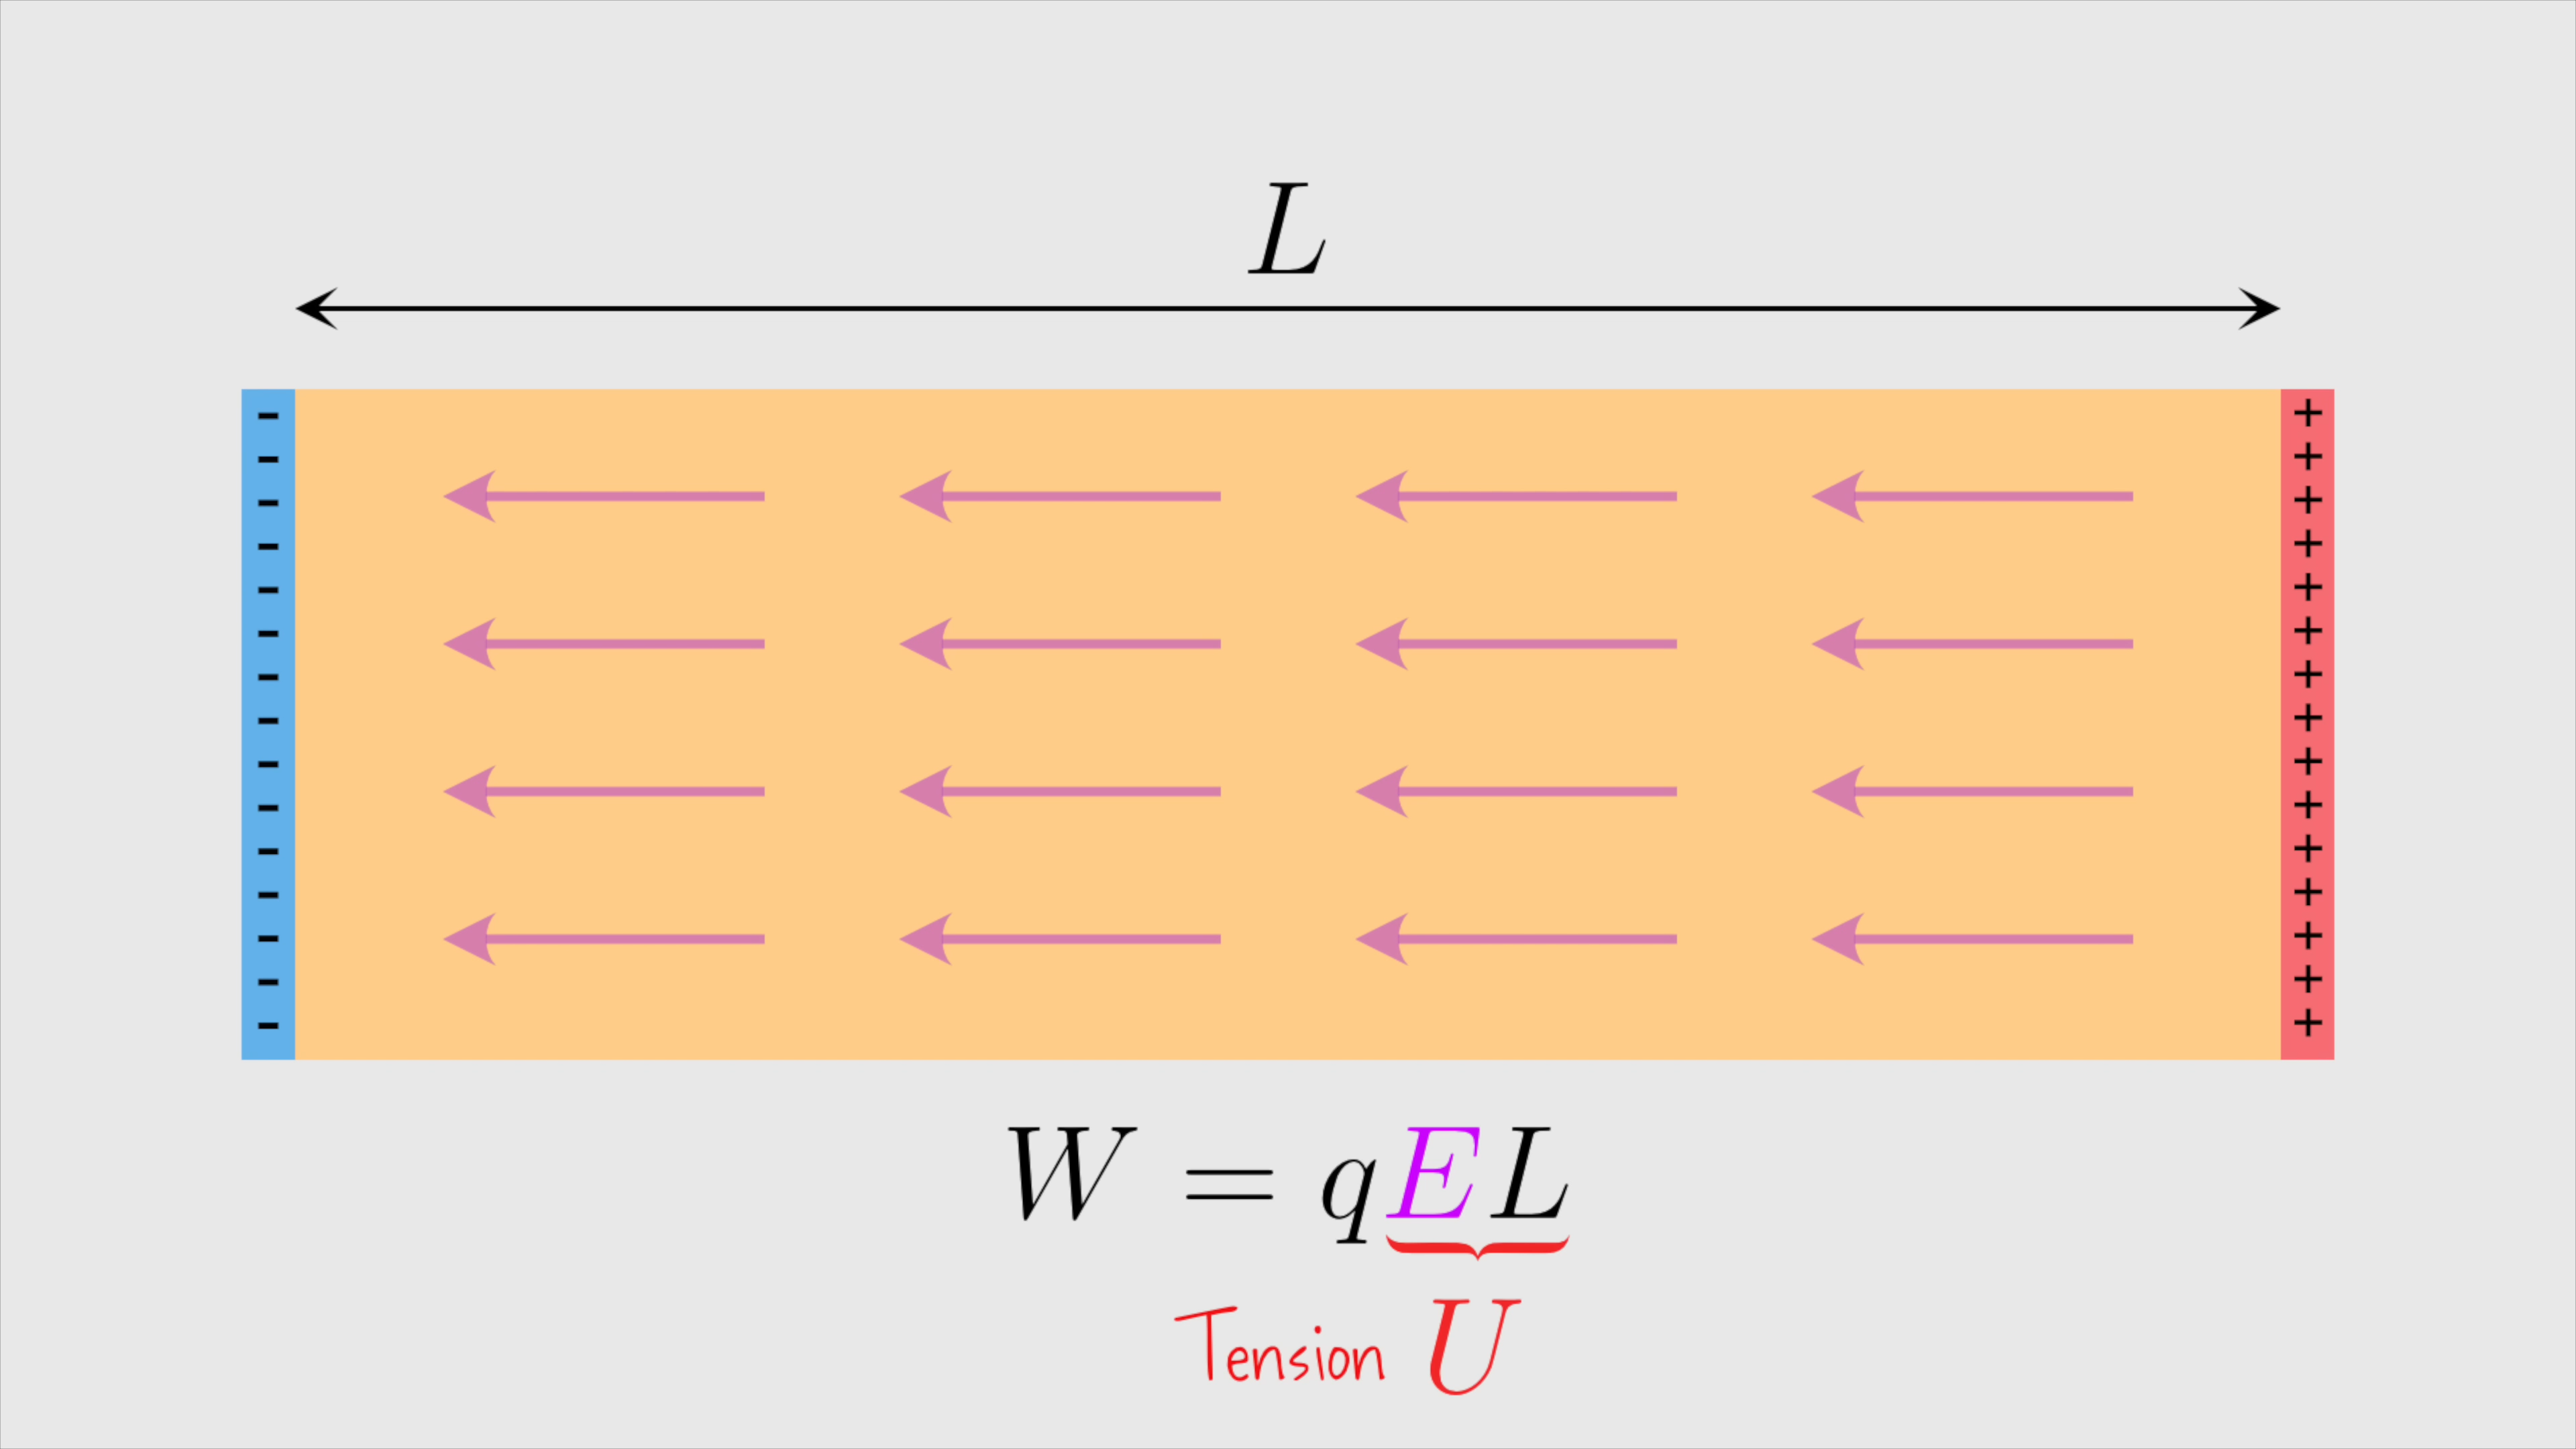 L
- - - - - - - - - - - - - - -
+ + + + + + + + + + + + + + +
W = qEL
Tension U